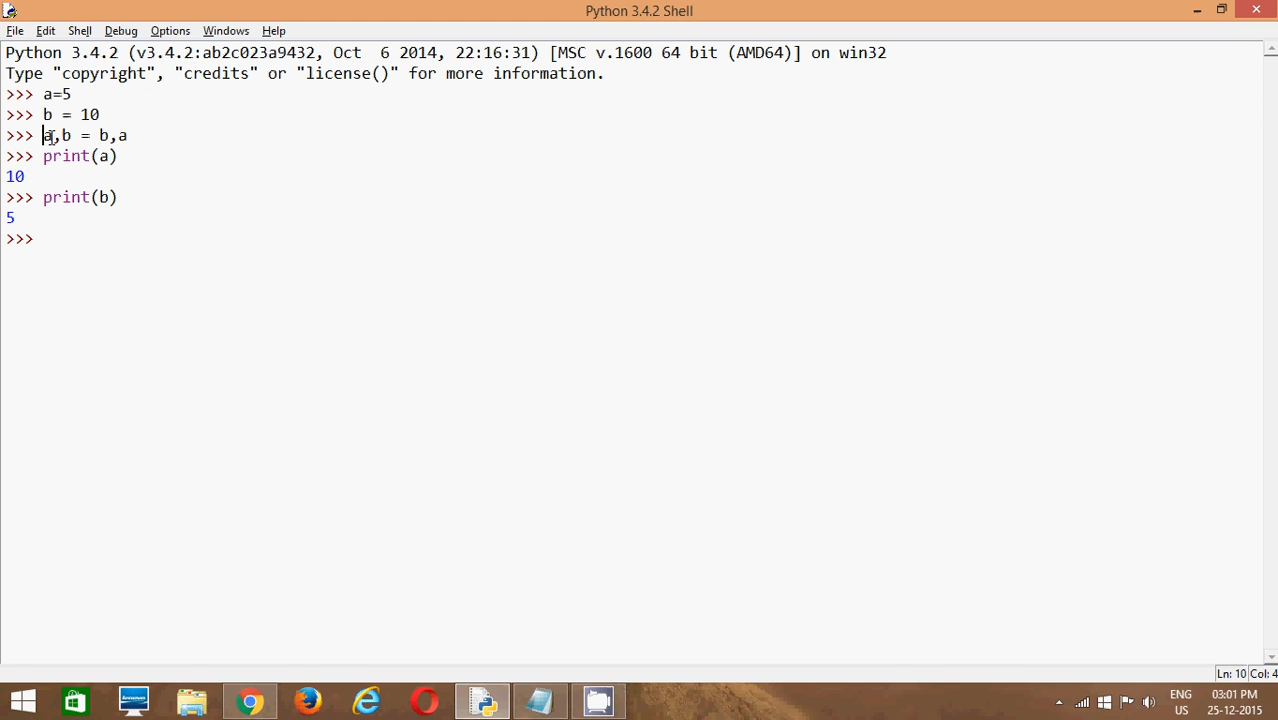 Python 3.4.2 Shell
File Edit Shell Debug Options Windows Help
Python 3.4.2 (v3.4.2:ab2c023a9432, Oct  6 2014, 22:16:31) [MSC v.1600 64 bit (AMD64)] on win32
Type "copyright", "credits" or "license()" for more information.
>>> a=5
>>> b = 10
>>> a,b = b,a
>>> print(a)
10
>>> print(b)
5
>>>
Ln: 10 Col: 4
ENG 03:01 PM
US 25-12-2015